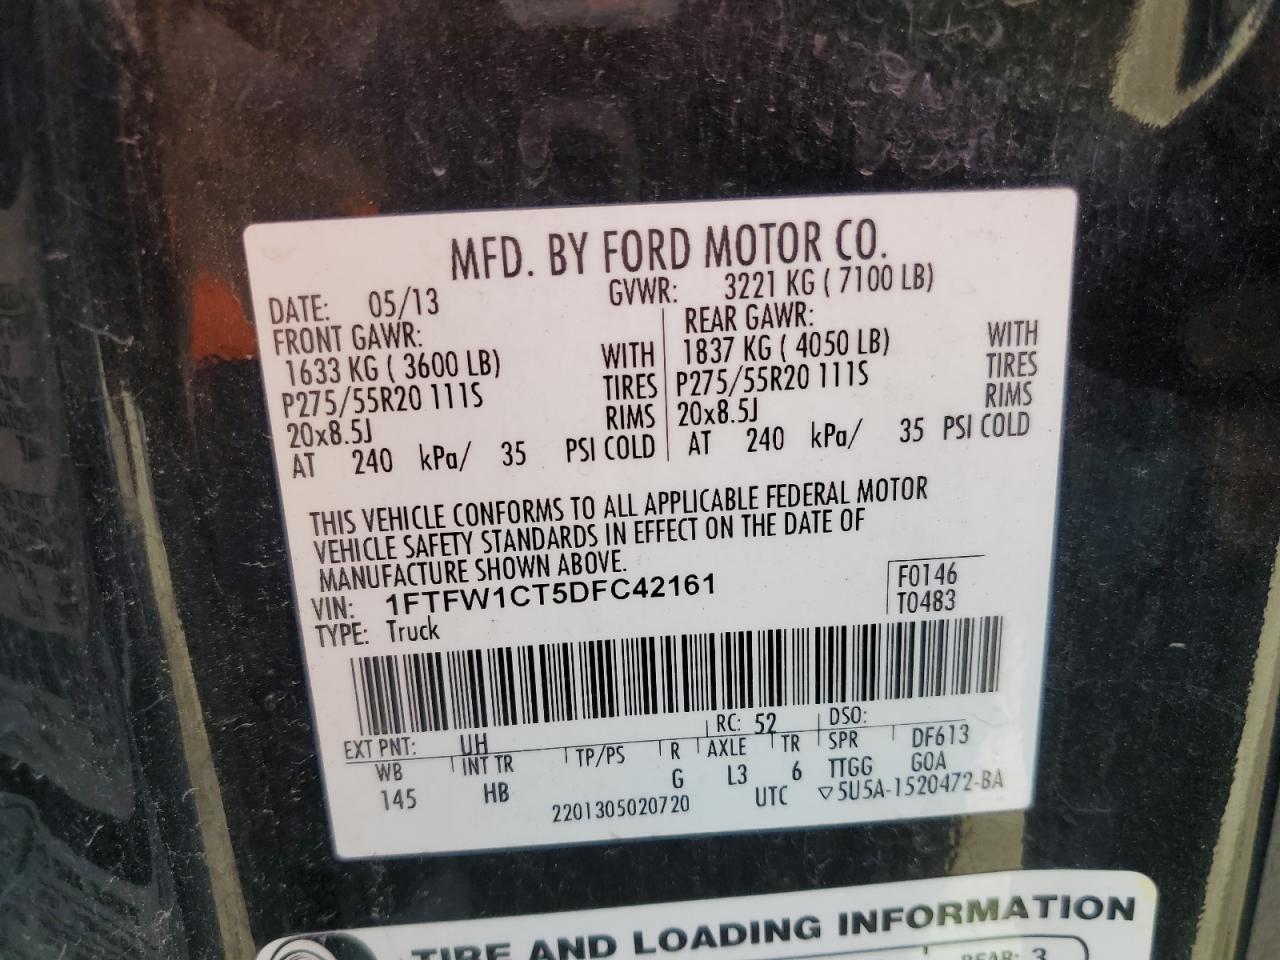 MFD. BY FORD MOTOR CO.
DATE: 05/13 GVWR: 3221 KG ( 7100 LB)
FRONT GAWR: REAR GAWR:
1633 KG ( 3600 LB) WITH 1837 KG ( 4050 LB) WITH
P275/55R20 111S TIRES P275/55R20 111S TIRES
20x8.5J RIMS 20x8.5J RIMS
AT 240 kPa/ 35 PSI COLD AT 240 kPa/ 35 PSI COLD
THIS VEHICLE CONFORMS TO ALL APPLICABLE FEDERAL MOTOR
VEHICLE SAFETY STANDARDS IN EFFECT ON THE DATE OF
MANUFACTURE SHOWN ABOVE.
VIN: 1FTFW1CT5DFC42161 F0146
TYPE: Truck T0483
EXT PNT: UH RC: 52 DSO:
WB INT TR TP/PS R AXLE TR SPR DF613
145 HB G L3 6 TTGG GOA
2201305020720 UTC ▽5U5A-1520472-BA
TIRE AND LOADING INFORMATION
REAR: 3